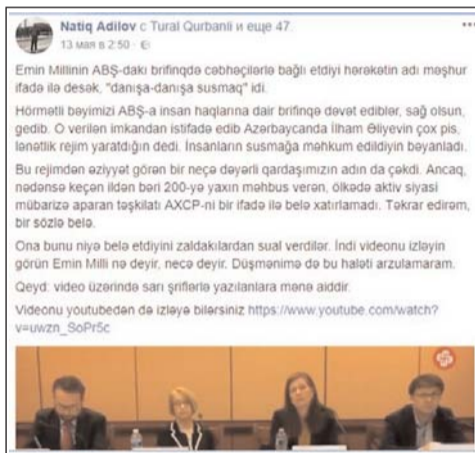 Natiq Adilov с Tural Qurbanli и еще 47.
13 мая в 2:50 ·
Emin Millinin ABŞ-dakı brifinqdə cəbhəçilərlə bağlı etdiyi hərəkətin adı məşhur
ifadə ilə desək, "danışa-danışa susmaq" idi.
Hörmətli bəyimizi ABŞ-a insan haqlarına dair brifinqə dəvət ediblər, sağ olsun,
gedib. O verilən imkandan istifadə edib Azərbaycanda İlham Əliyevin çox pis,
lənətlik rejim yaratdığın dedi. İnsanların susmağa məhkum edildiyin bəyanladı.
Bu rejimdən əziyyət görən bir neçə dəyərli qardaşımızın adın da çəkdi. Ancaq,
nədənsə keçən ildən bəri 200-yə yaxın məhbus verən, ölkədə aktiv siyasi
mübarizə aparan təşkilatı AXCP-ni bir ifadə ilə belə xatırlamadı. Təkrar edirəm,
bir sözlə belə.
Ona bunu niyə belə etdiyini zaldakılardan sual verdilər. İndi videonu izləyin
görün Emin Milli nə deyir, necə deyir. Düşmənimə də bu haləti arzulamaram.
Qeyd: video üzərində sarı şriflərlə yazılanlara mənə aiddir.
Videonu youtubedən də izləyə bilərsiniz https://www.youtube.com/watch?
v=uwzn_SoPr5c